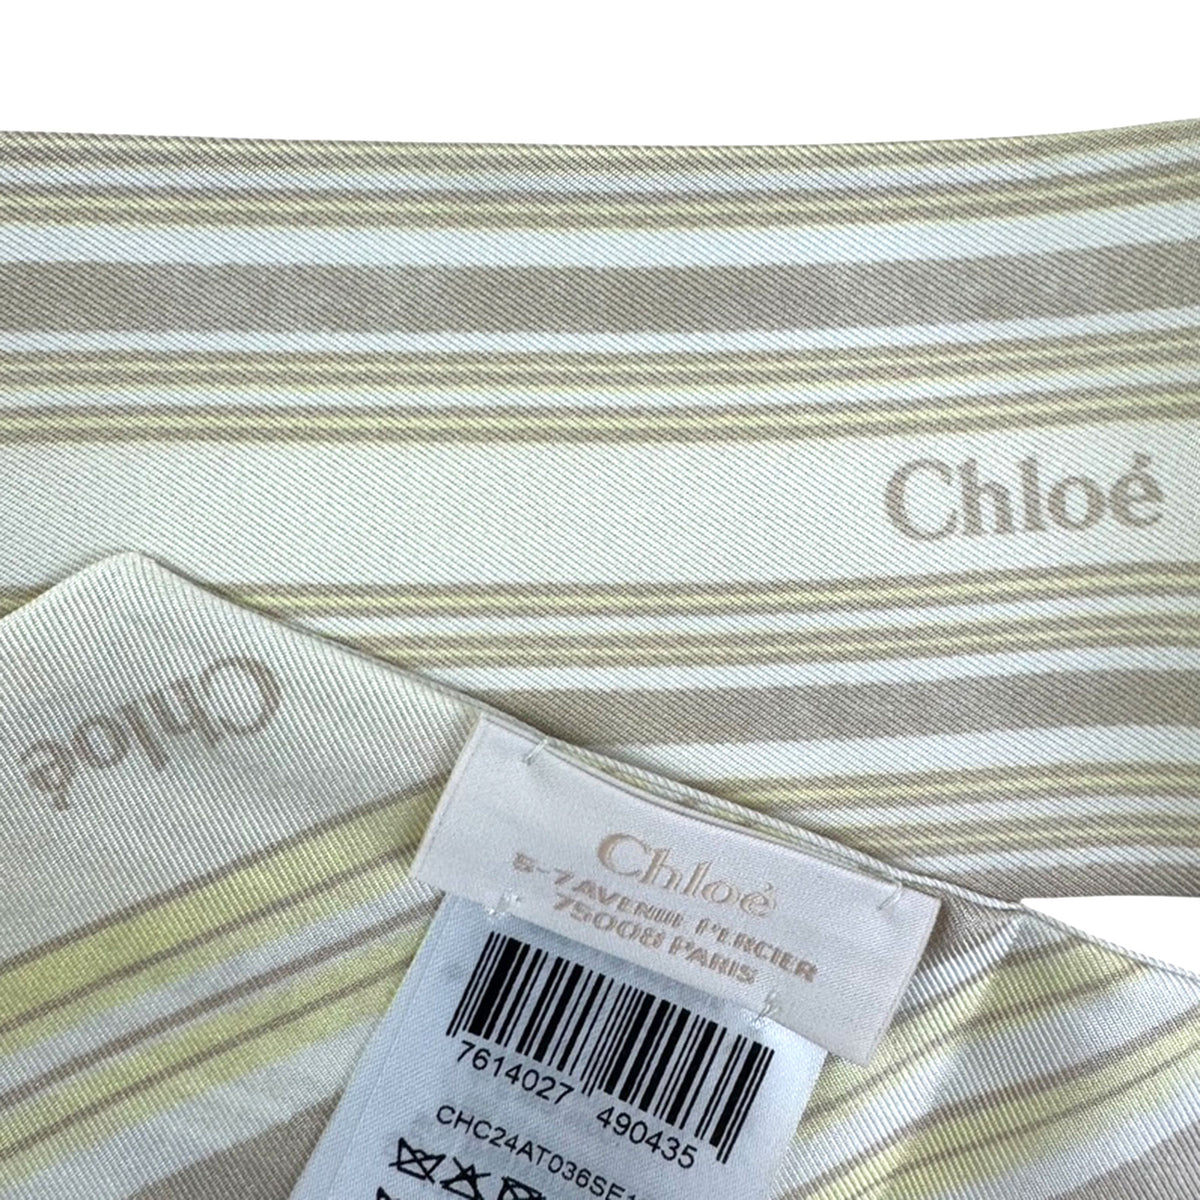 Chloé
Chloé
Chloé
5-7 AVENUE PERCIER
75008 PARIS
7614027 490435
CHC24AT036SE1